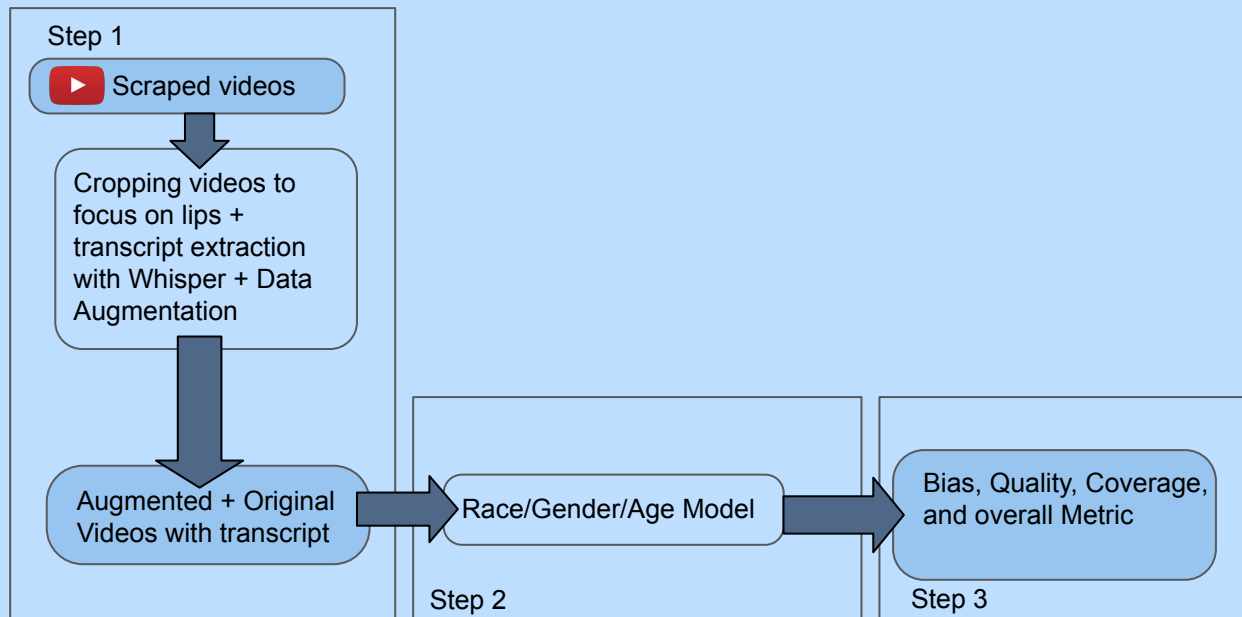 Step 1
Scraped videos
Cropping videos to
focus on lips +
transcript extraction
with Whisper + Data
Augmentation
Augmented + Original
Videos with transcript
Race/Gender/Age Model
Step 2
Bias, Quality, Coverage,
and overall Metric
Step 3